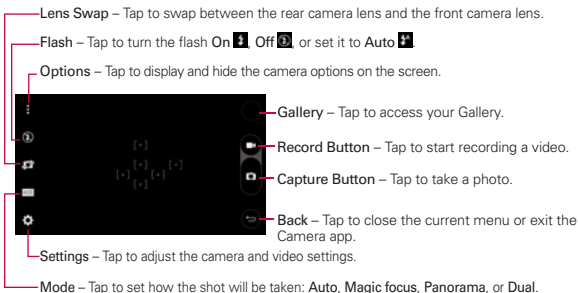 Lens Swap – Tap to swap between the rear camera lens and the front camera lens.
Flash – Tap to turn the flash On , Off , or set it to Auto .
Options – Tap to display and hide the camera options on the screen.
Gallery – Tap to access your Gallery.
Record Button – Tap to start recording a video.
Capture Button – Tap to take a photo.
Back – Tap to close the current menu or exit the
Camera app.
Settings – Tap to adjust the camera and video settings.
Mode – Tap to set how the shot will be taken: Auto, Magic focus, Panorama, or Dual.